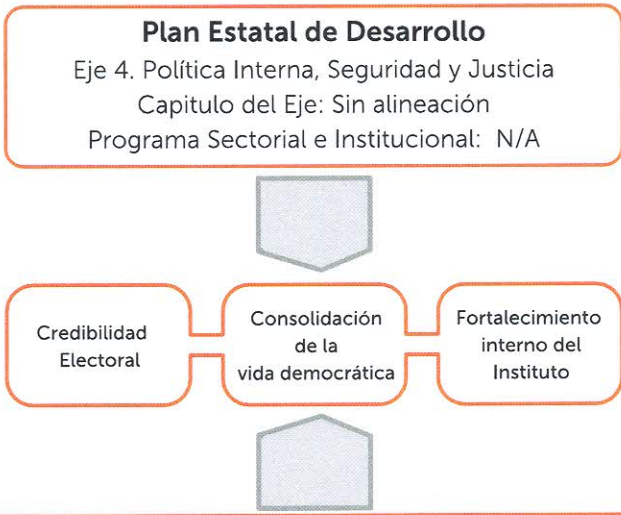 Plan Estatal de Desarrollo
Eje 4. Política Interna, Seguridad y Justicia
Capitulo del Eje: Sin alineación
Programa Sectorial e Institucional: N/A
Credibilidad
Electoral
Consolidación
de la
vida democrática
Fortalecimiento
interno del
Instituto